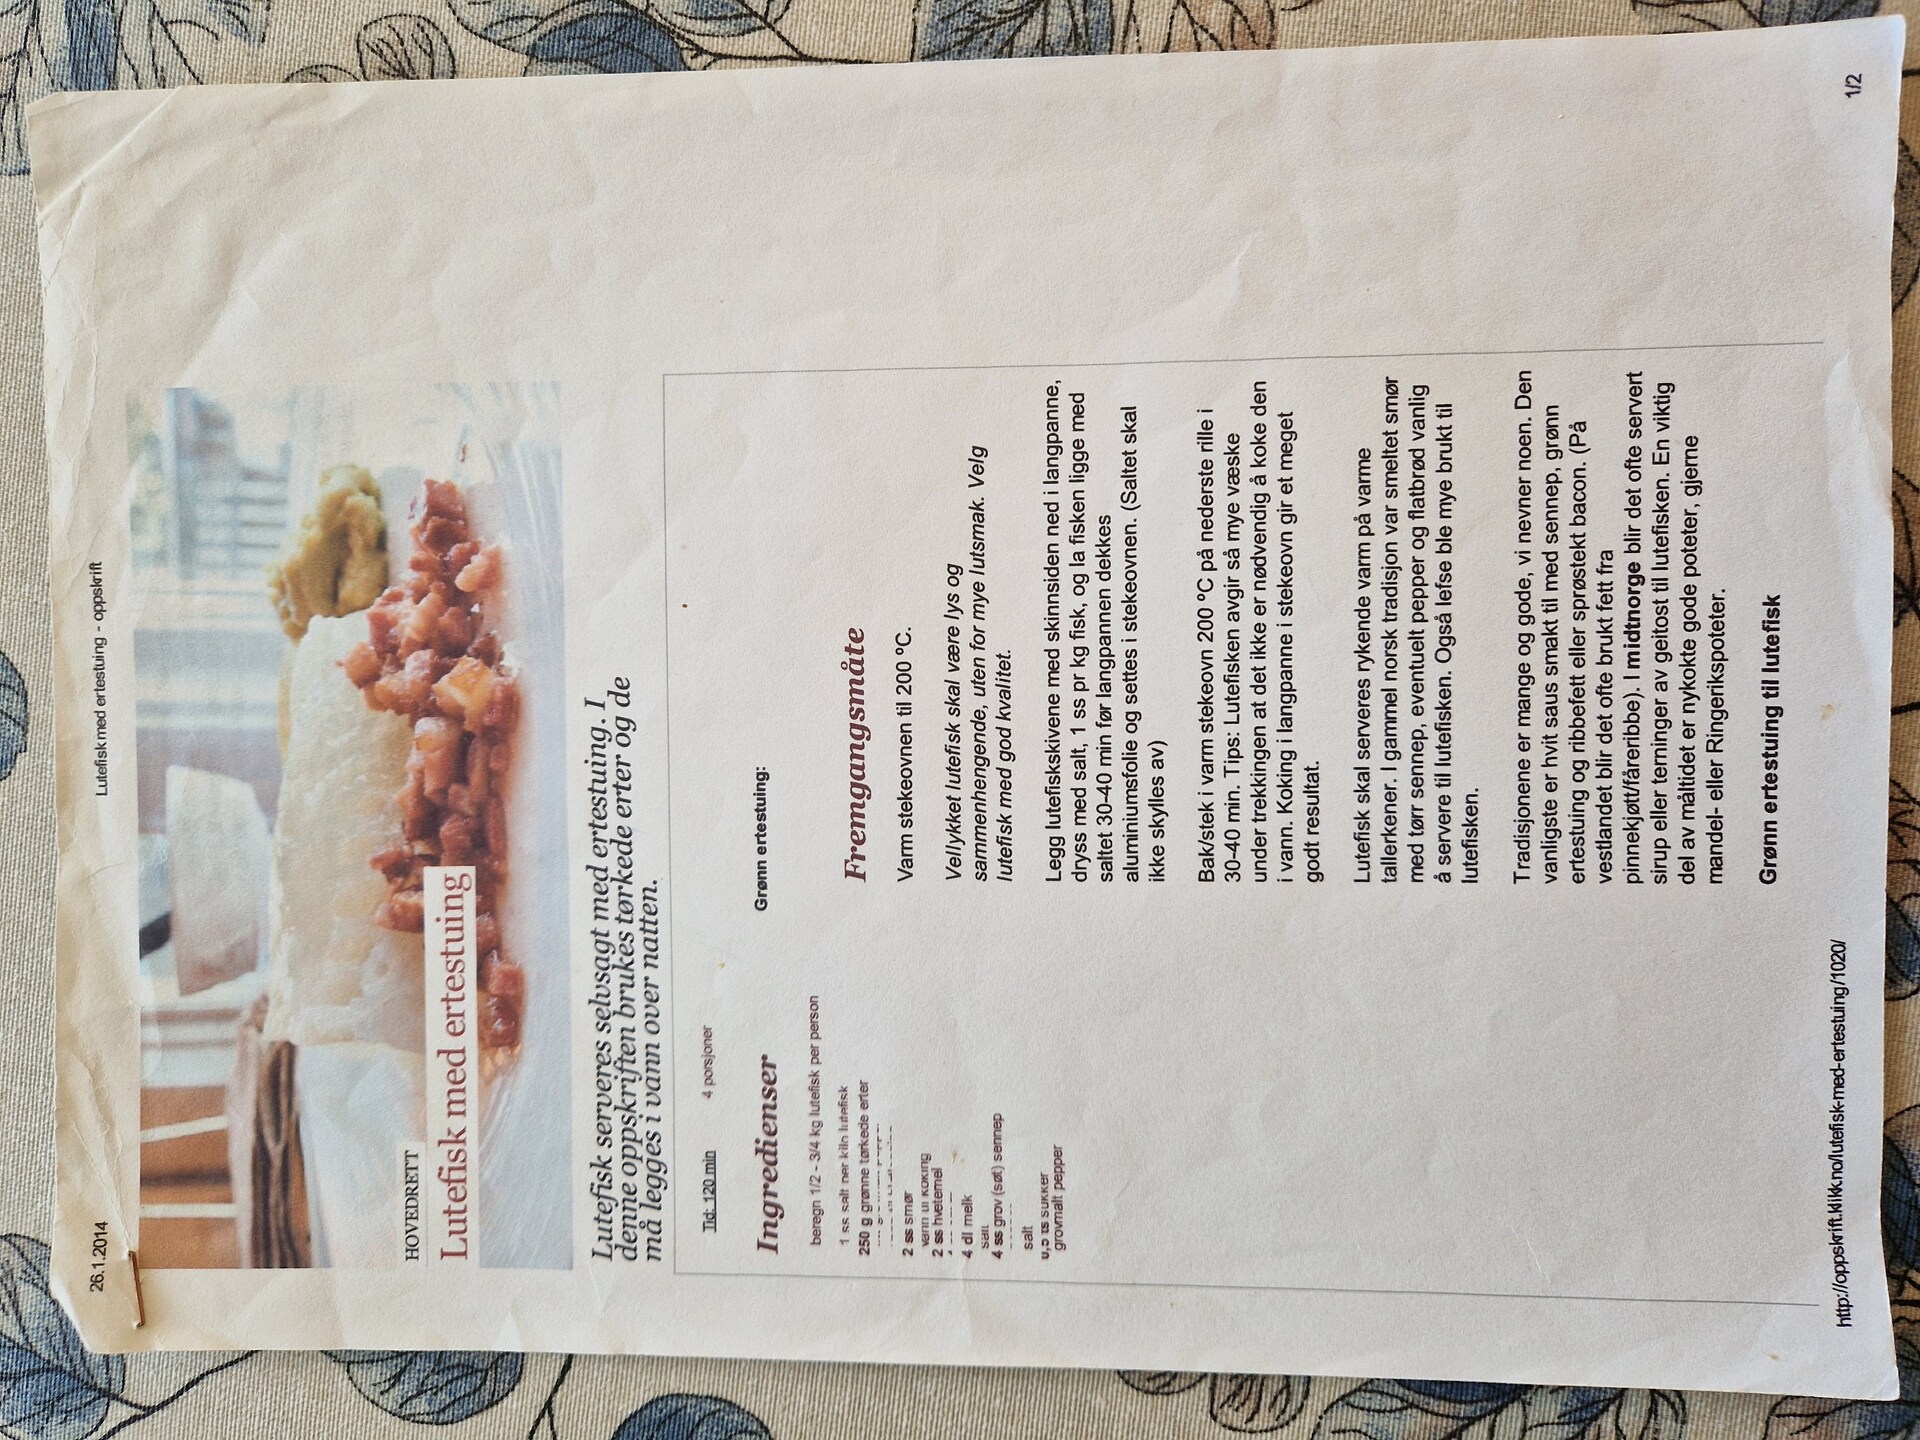 26.1.2014
Lutefisk med ertestuing - oppskrift
HOVEDRETT
Lutefisk med ertestuing
Lutefisk serveres selvsagt med ertestuing. I
denne oppskriften brukes tørkede erter og de
må legges i vann over natten.
Tid: 120 min 4 porsjoner
Ingredienser
beregn 1/2 - 3/4 kg lutefisk per person
1 ss salt per kilo lutefisk
250 g grønne tørkede erter
2 ss smør
vann til koking
2 ss hvetemel
4 dl melk
salt
4 ss grov (søt) sennep
salt
0,5 ts sukker
grovmalt pepper
Grønn ertestuing:
Fremgangsmåte
Varm stekeovnen til 200 ºC.
Vellykket lutefisk skal være lys og
sammenhengende, uten for mye lutsmak. Velg
lutefisk med god kvalitet.
Legg lutefiskskivene med skinnsiden ned i langpanne,
dryss med salt, 1 ss pr kg fisk, og la fisken ligge med
saltet 30-40 min før langpannen dekkes
aluminiumsfolie og settes i stekeovnen. (Saltet skal
ikke skylles av)
Bak/stek i varm stekeovn 200 ºC på nederste rille i
30-40 min. Tips: Lutefisken avgir så mye væske
under trekkingen at det ikke er nødvendig å koke den
i vann. Koking i langpanne i stekeovn gir et meget
godt resultat.
Lutefisk skal serveres rykende varm på varme
tallerkener. I gammel norsk tradisjon var smeltet smør
med tørr sennep, eventuelt pepper og flatbrød vanlig
å servere til lutefisken. Også lefse ble mye brukt til
lutefisken.
Tradisjonene er mange og gode, vi nevner noen. Den
vanligste er hvit saus smakt til med sennep, grønn
ertestuing og ribbefett eller sprøstekt bacon. (På
vestlandet blir det ofte brukt fett fra
pinnekjøtt/fåreribbe). I midtnorge blir det ofte servert
sirup eller terninger av geitost til lutefisken. En viktig
del av måltidet er nykokte gode poteter, gjerne
mandel- eller Ringerikspoteter.
Grønn ertestuing til lutefisk
http://oppskrift.klikk.no/lutefisk-med-ertestuing/1020/
1/2